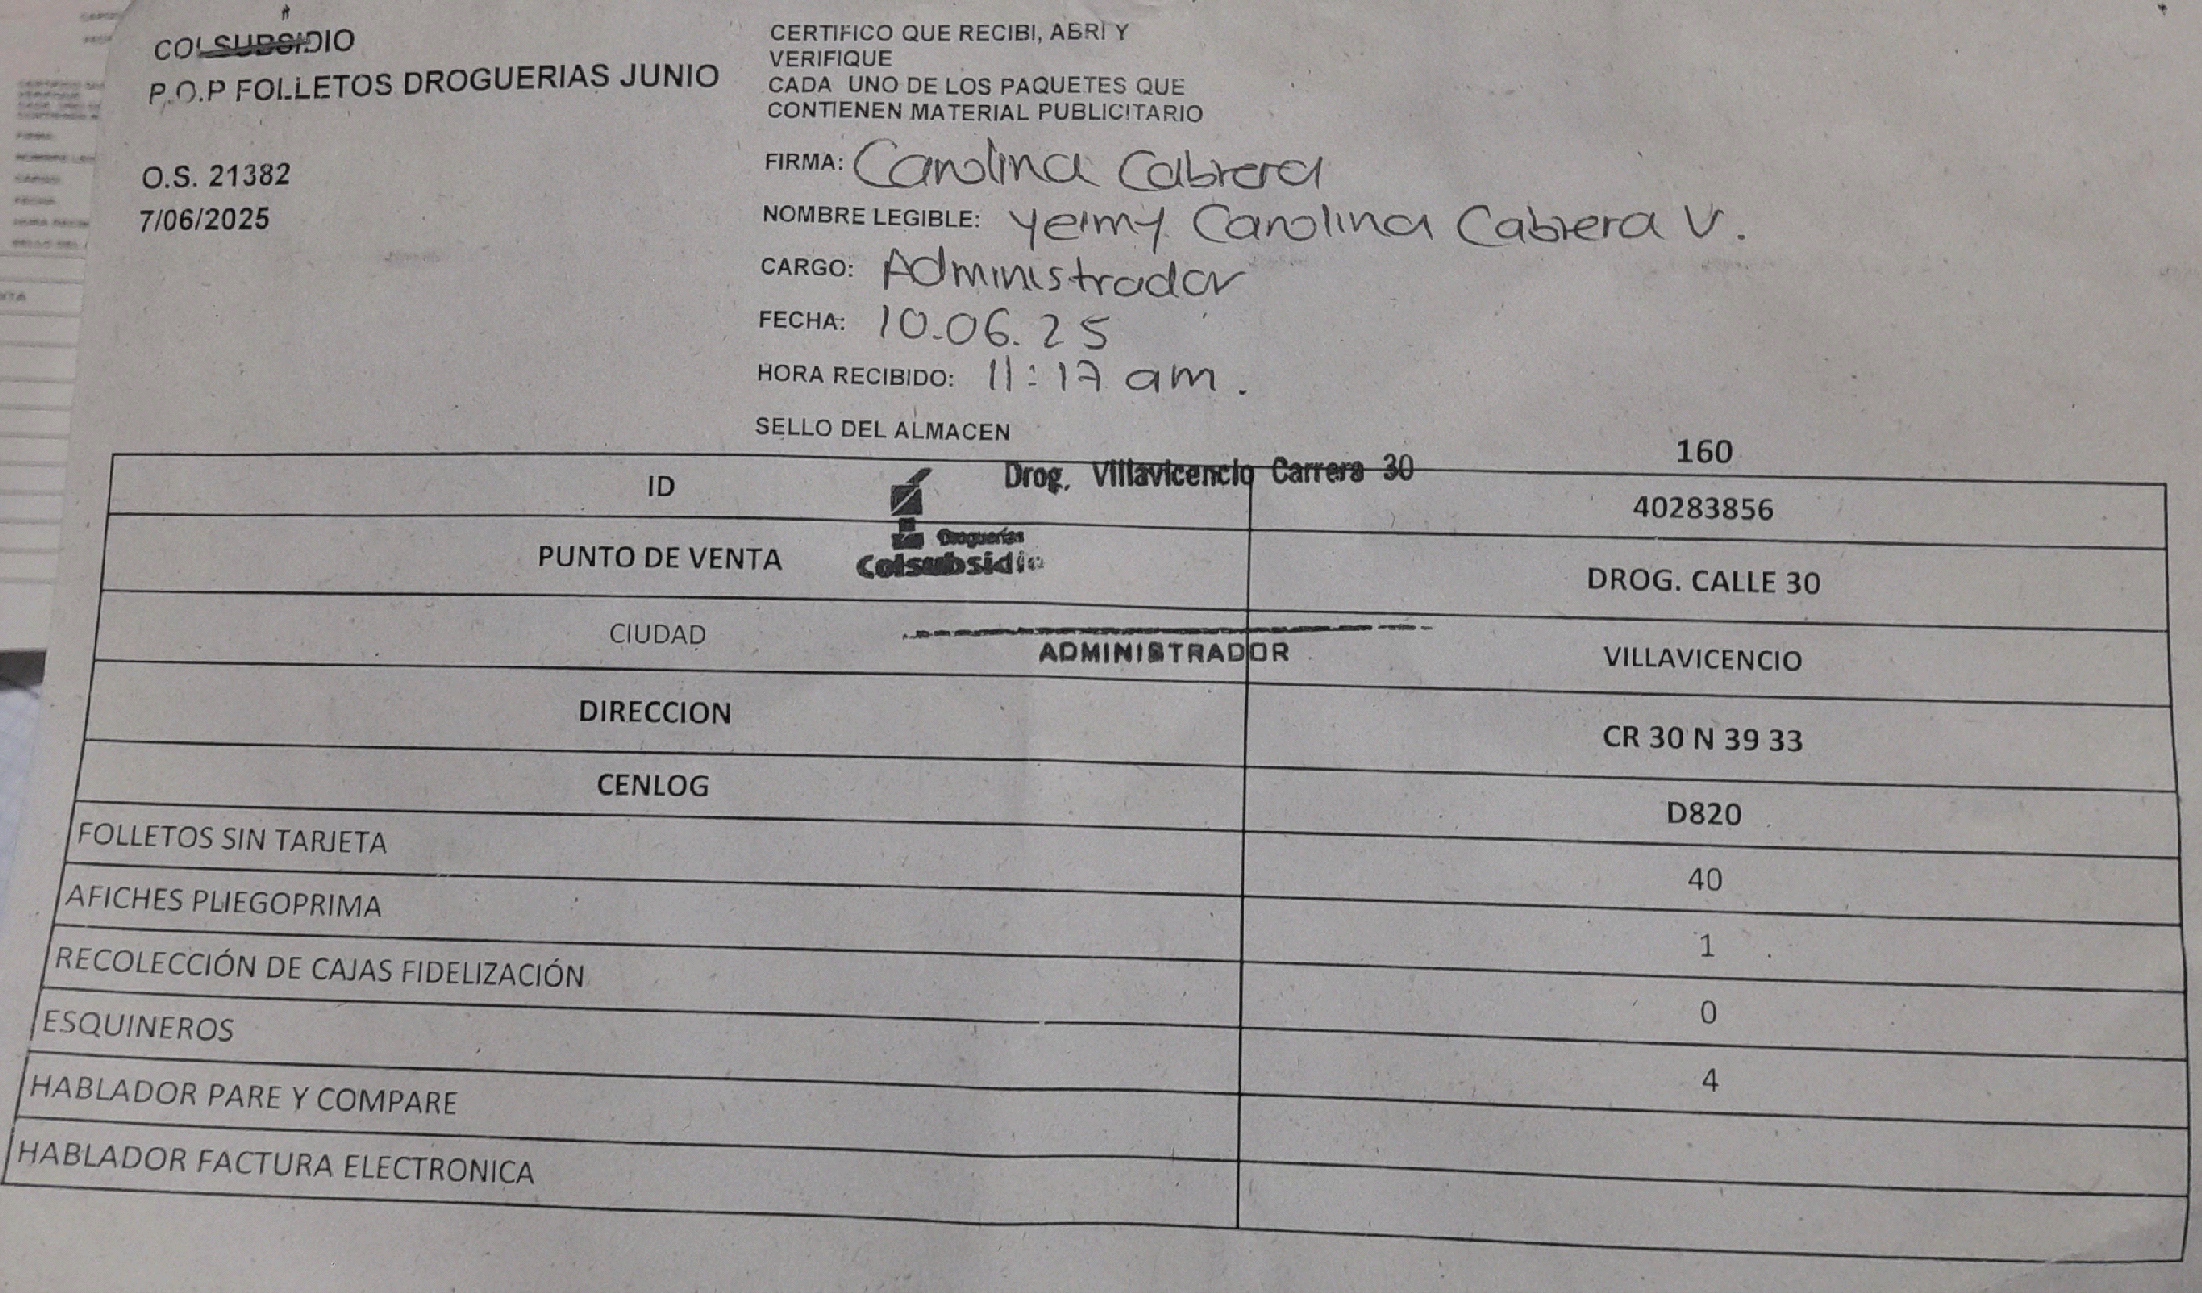 COLSUBSIDIO
P.O.P FOLLETOS DROGUERIAS JUNIO
O.S. 21382
7/06/2025
CERTIFICO QUE RECIBI, ABRI Y
VERIFIQUE
CADA UNO DE LOS PAQUETES QUE
CONTIENEN MATERIAL PUBLICITARIO
FIRMA: Carolina Cabrera
NOMBRE LEGIBLE: Yeimy Carolina Cabrera V.
CARGO: Administrador
FECHA: 10.06.25
HORA RECIBIDO: 11:17 am.
SELLO DEL ALMACEN
160
Drog. Villavicencio Carrera 30
Droguerías
Colsubsidio
ADMINISTRADOR
ID 40283856
PUNTO DE VENTA DROG. CALLE 30
CIUDAD VILLAVICENCIO
DIRECCION CR 30 N 39 33
CENLOG D820
FOLLETOS SIN TARJETA 40
AFICHES PLIEGOPRIMA 1
RECOLECCIÓN DE CAJAS FIDELIZACIÓN 0
ESQUINEROS 4
HABLADOR PARE Y COMPARE
HABLADOR FACTURA ELECTRONICA